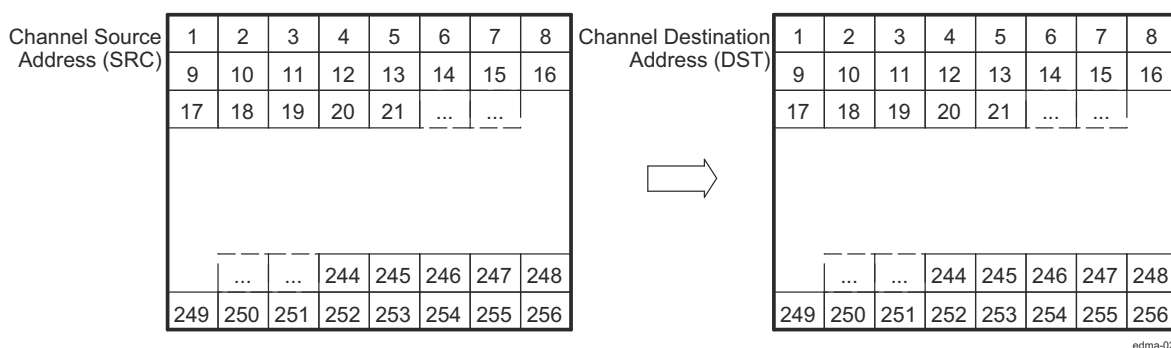 Channel Source Address (SRC)
1 2 3 4 5 6 7 8
9 10 11 12 13 14 15 16
17 18 19 20 21 ... ...
... ... 244 245 246 247 248
249 250 251 252 253 254 255 256
Channel Destination Address (DST)
1 2 3 4 5 6 7 8
9 10 11 12 13 14 15 16
17 18 19 20 21 ... ...
... ... 244 245 246 247 248
249 250 251 252 253 254 255 256